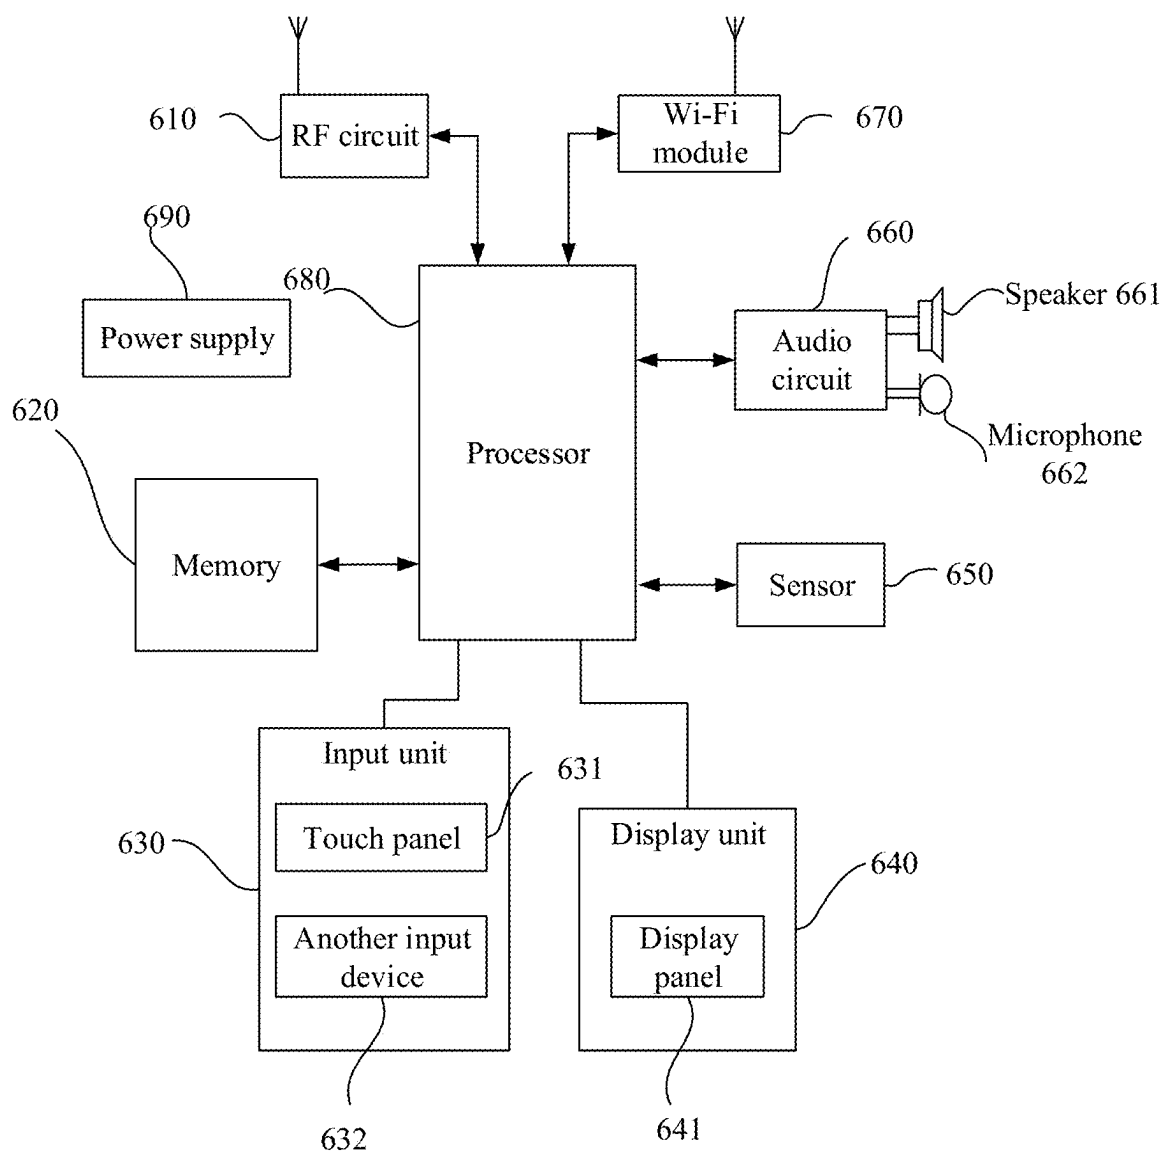 610
RF circuit
Wi-Fi
module
670
690
Power supply
680
660
Speaker 661
Audio
circuit
620
Processor
Microphone
662
Memory
Sensor
650
Input unit
631
Touch panel
630
Display unit
640
Another input
device
Display
panel
632
641